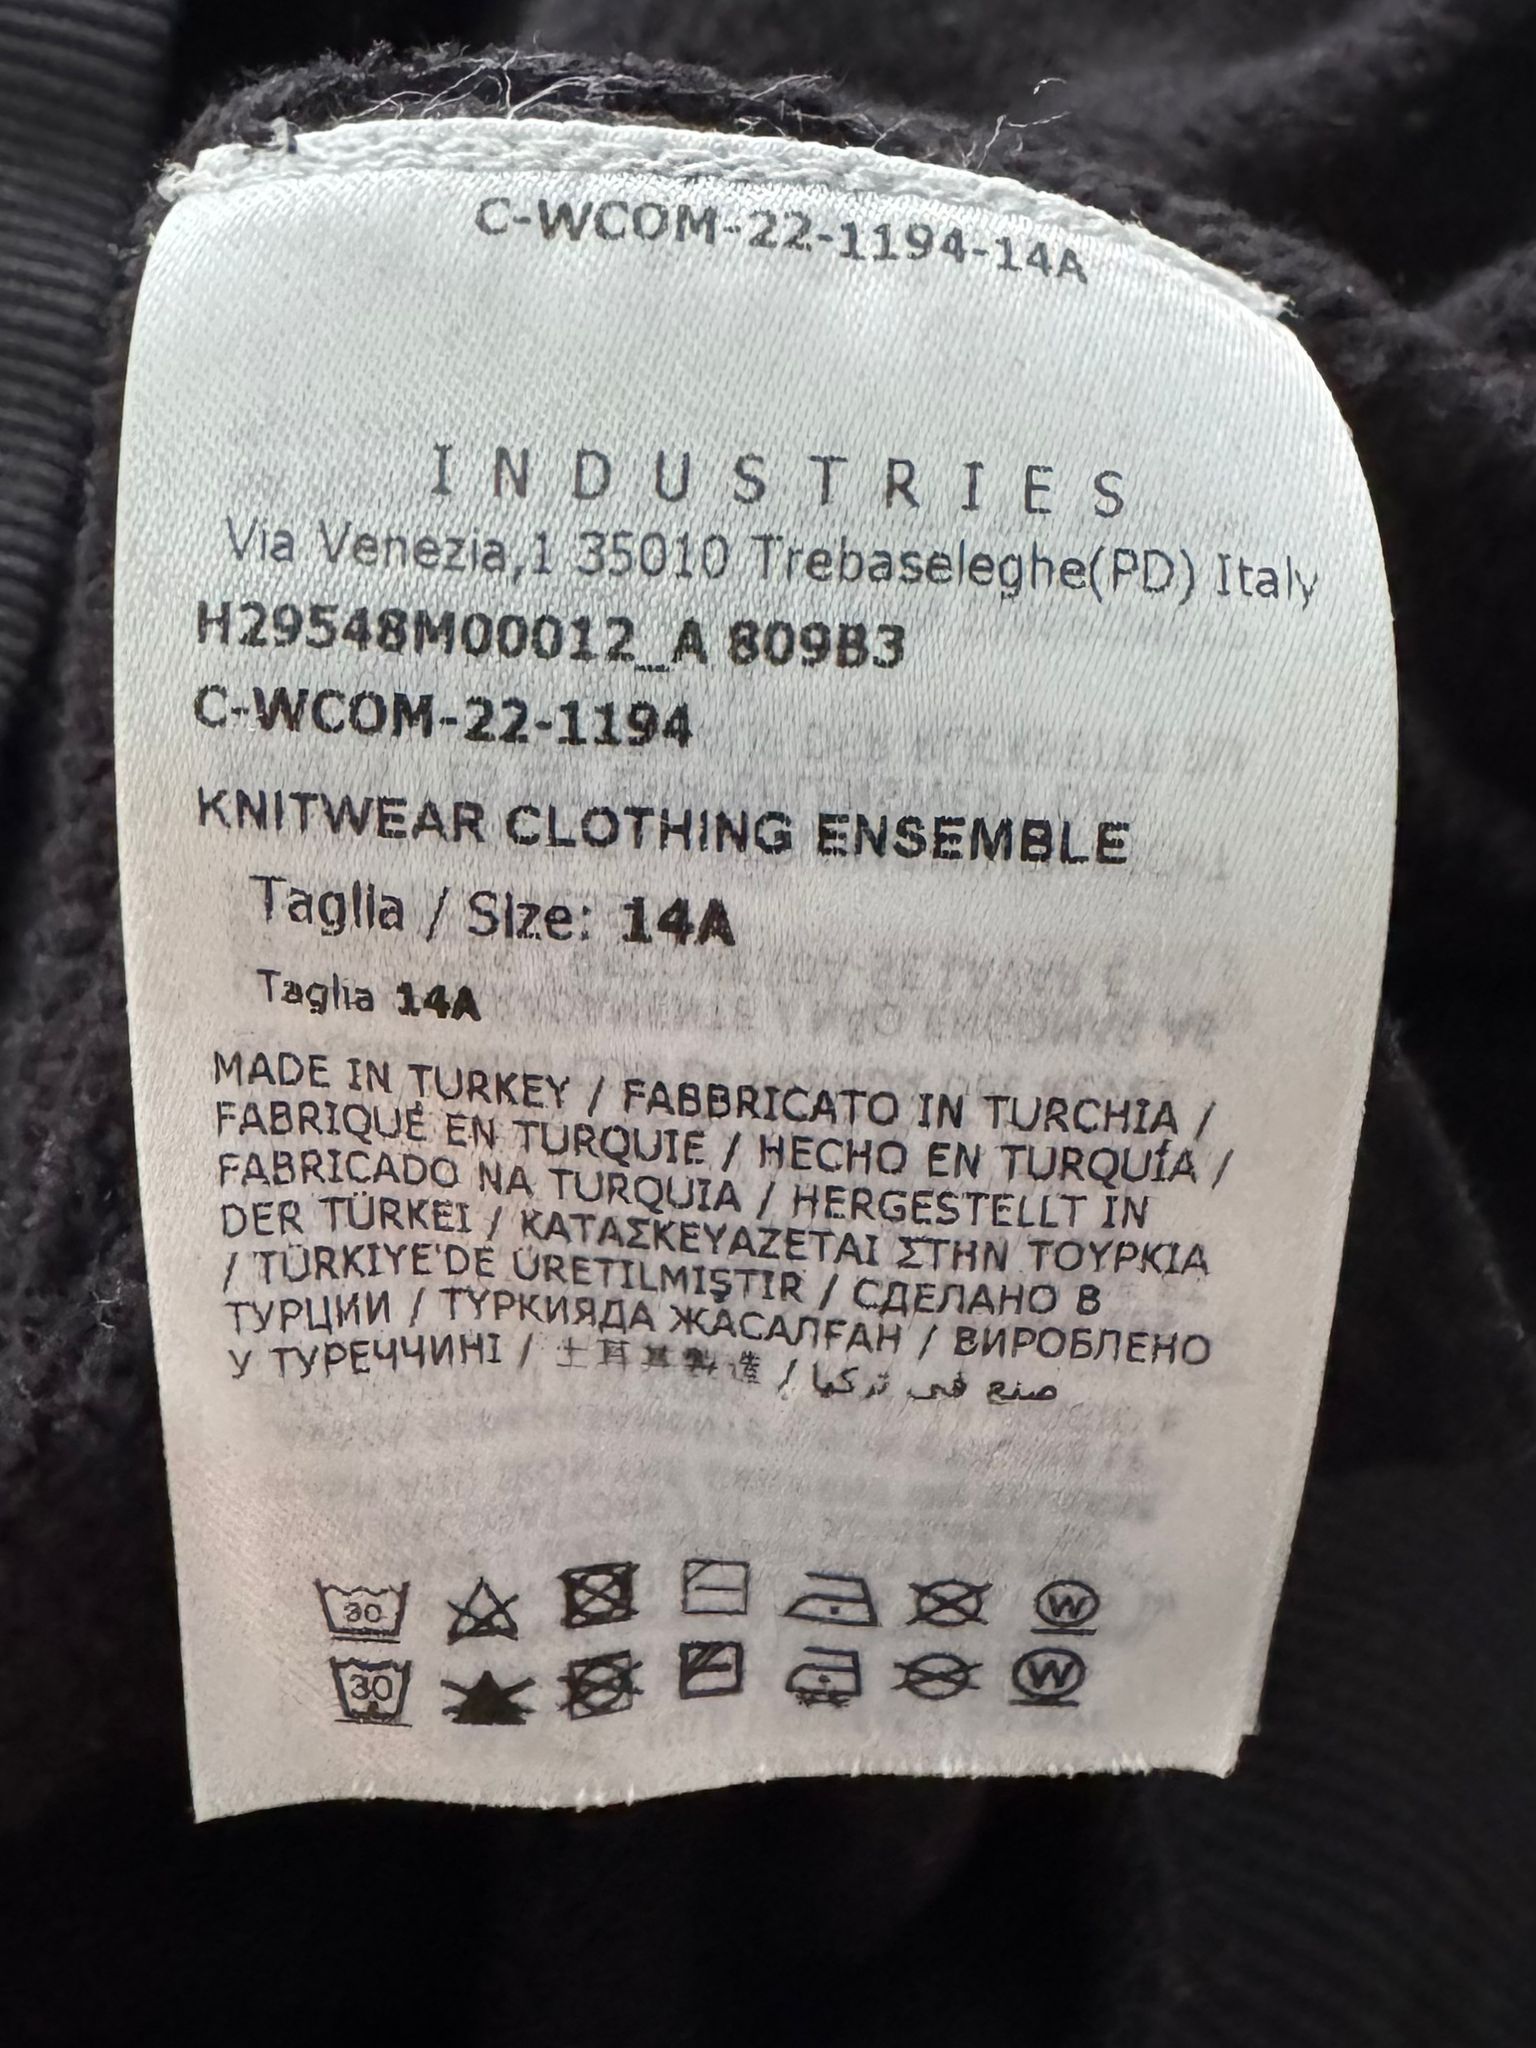 C-WCOM-22-1194-14A
INDUSTRIES
Via Venezia,1 35010 Trebaseleghe(PD) Italy
H29548M00012_A 809B3
C-WCOM-22-1194
KNITWEAR CLOTHING ENSEMBLE
Taglia / Size: 14A
Taglia 14A
MADE IN TURKEY / FABBRICATO IN TURCHIA /
FABRIQUÉ EN TURQUIE / HECHO EN TURQUÍA /
FABRICADO NA TURQUIA / HERGESTELLT IN
DER TÜRKEI / ΚΑΤΑΣΚΕΥΑΖΕΤΑΙ ΣΤΗΝ ΤΟΥΡΚΙΑ
/ TÜRKIYE'DE ÜRETILMIŞTIR / СДЕЛАНО В
ТУРЦИИ / ТҮРКИЯДА ЖАСАЛҒАН / ВИРОБЛЕНО
У ТУРЕЧЧИНІ / 土耳其製造 / صنع في تركيا
30 W
30 W